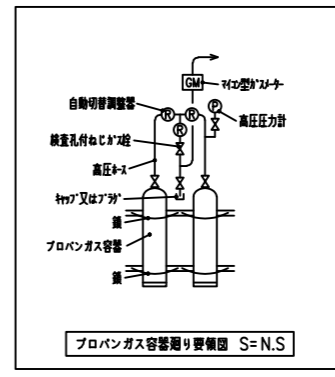 GM
マイコン型ガスメーター
自動切替調整器
R
R
P
R
高圧圧力計
検査孔付ねじガス栓
高圧ホース
キャップ又はプラグ
鎖
プロパンガス容器
鎖
プロパンガス容器廻り要領図 S=N.S